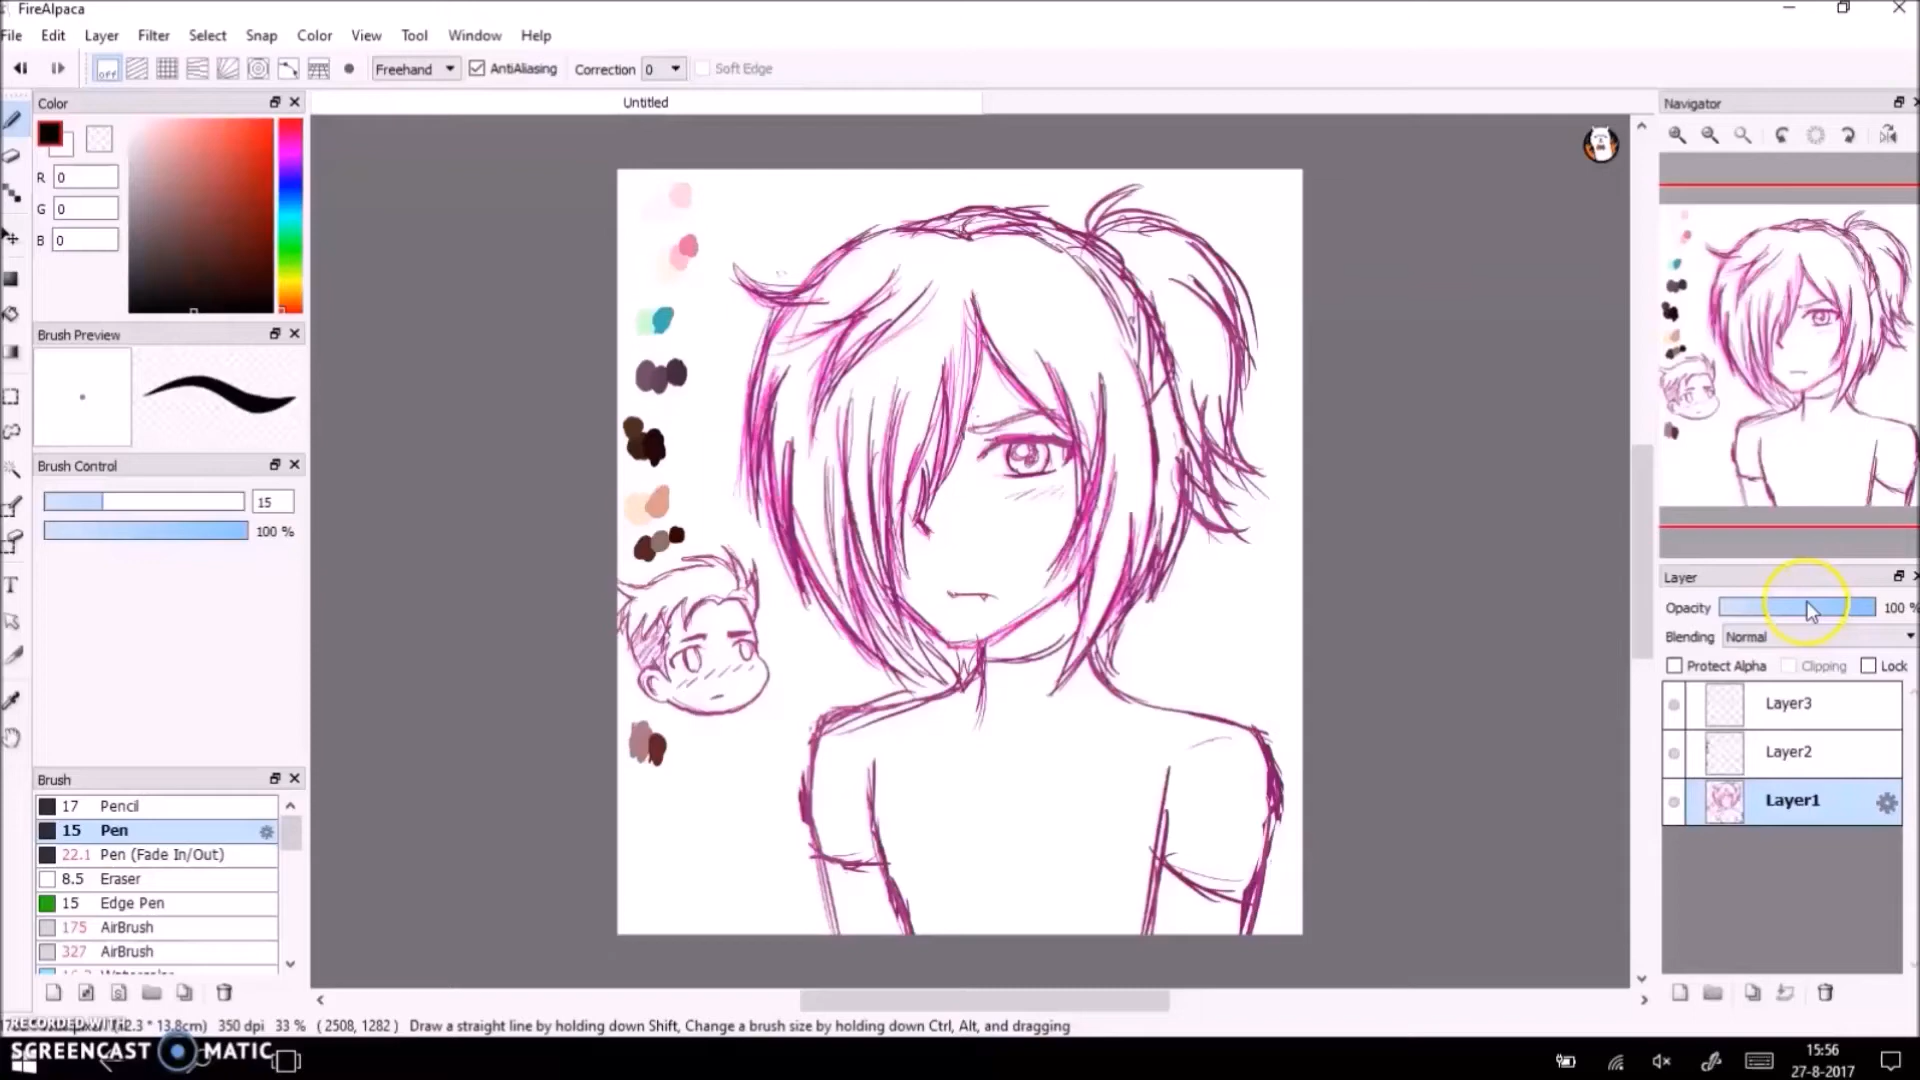 FireAlpaca
File Edit Layer Filter Select Snap Color View Tool Window Help
off Freehand AntiAliasing Correction 0 Soft Edge
Color
Untitled
Navigator
R 0
G 0
B 0
Brush Preview
Brush Control
15
100 %
Layer
Opacity 100 %
Blending Normal
Protect Alpha Clipping Lock
Layer3
Layer2
Layer1
Brush
17 Pencil
15 Pen
22.1 Pen (Fade In/Out)
8.5 Eraser
15 Edge Pen
175 AirBrush
327 AirBrush
RECORDED WITH
13.8cm) 350 dpi 33 % ( 2508, 1282 ) Draw a straight line by holding down Shift, Change a brush size by holding down Ctrl, Alt, and dragging
SCREENCAST MATIC
15:56
27-8-2017